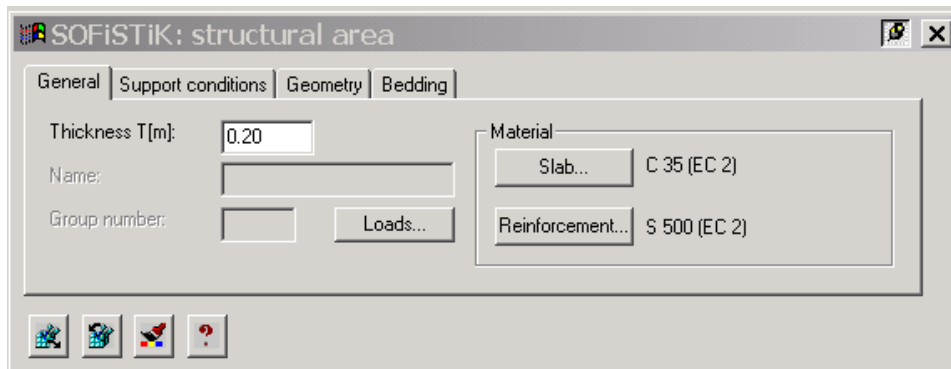 SOFiSTiK: structural area
General Support conditions Geometry Bedding
Thickness T[m]: 0.20
Material
Slab... C 35 (EC 2)
Name:
Group number: Loads...
Reinforcement... S 500 (EC 2)
?